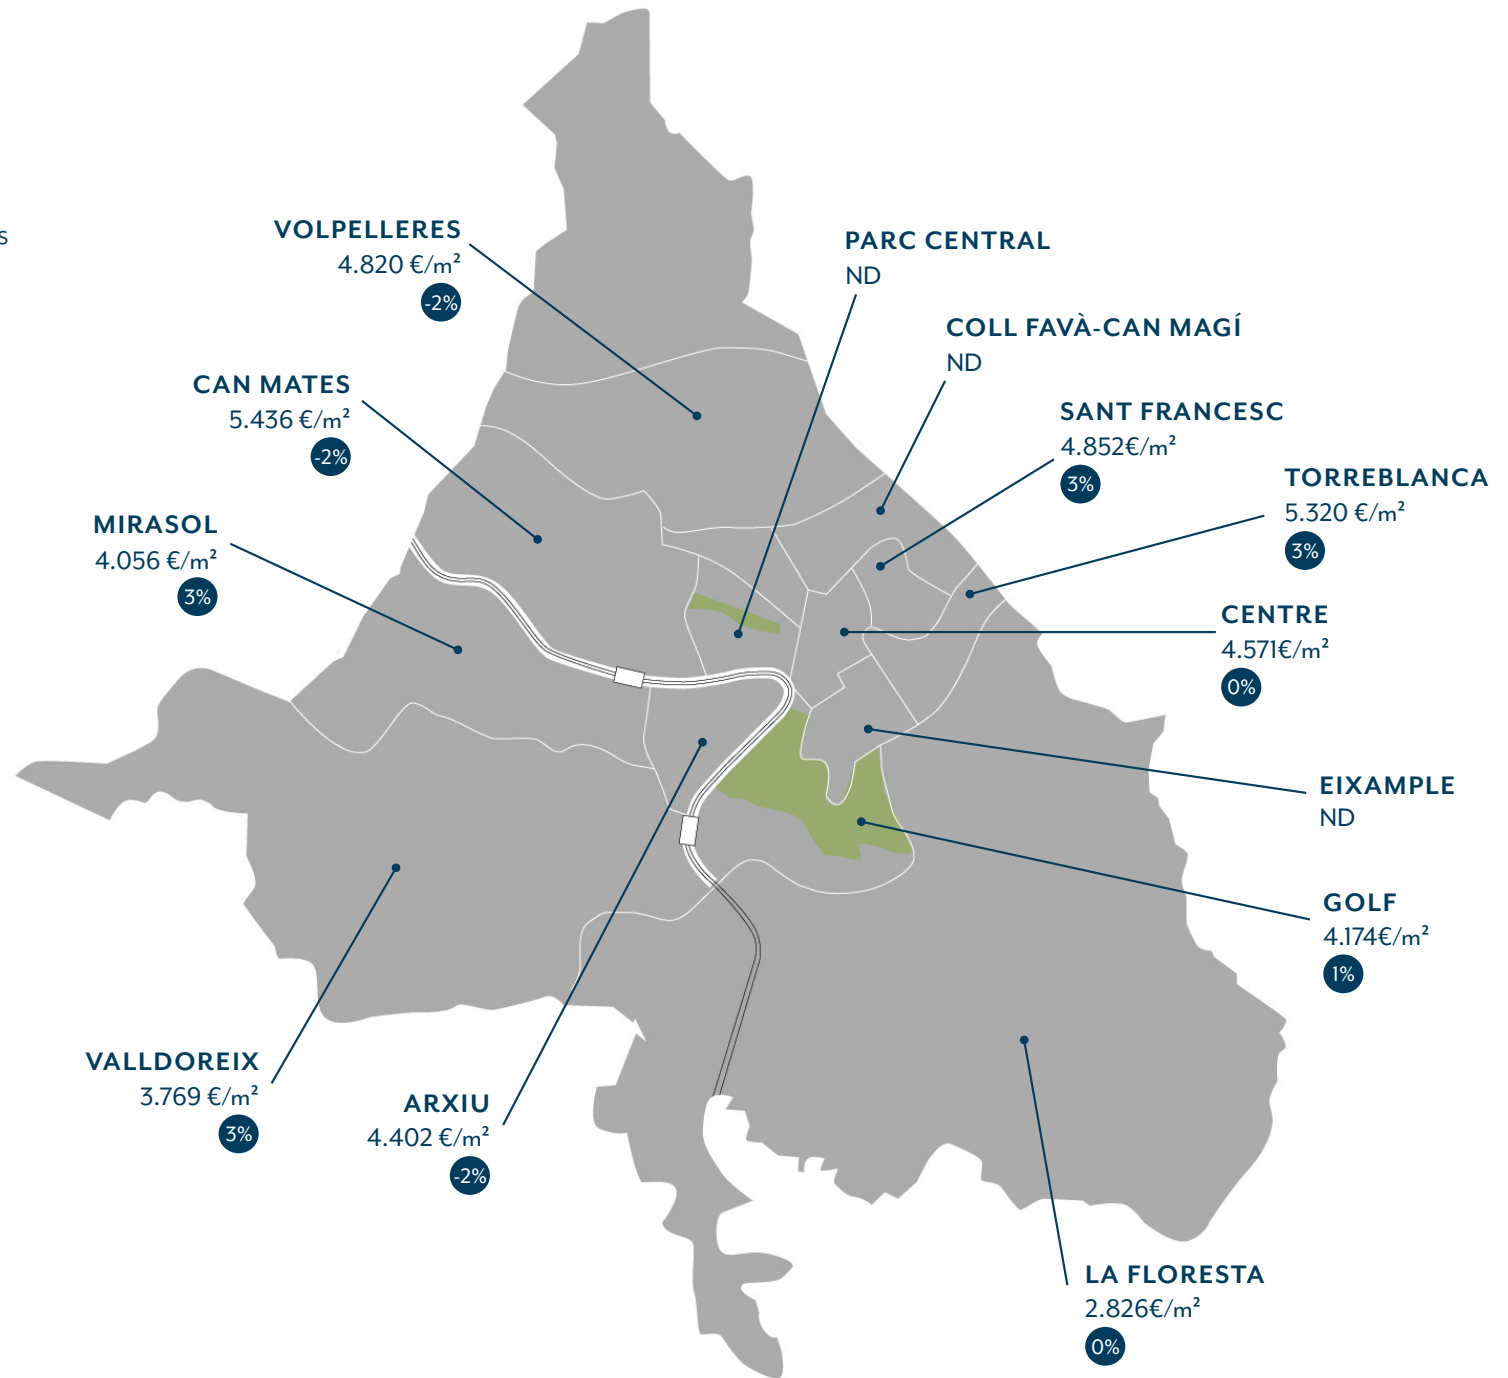 s
VOLPELLERES
4.820 €/m²
-2%
PARC CENTRAL
ND
COLL FAVÀ-CAN MAGÍ
ND
CAN MATES
5.436 €/m²
-2%
SANT FRANCESC
4.852€/m²
3%
TORREBLANCA
5.320 €/m²
3%
MIRASOL
4.056 €/m²
3%
CENTRE
4.571€/m²
0%
EIXAMPLE
ND
GOLF
4.174€/m²
1%
VALLDOREIX
3.769 €/m²
3%
ARXIU
4.402 €/m²
-2%
LA FLORESTA
2.826€/m²
0%